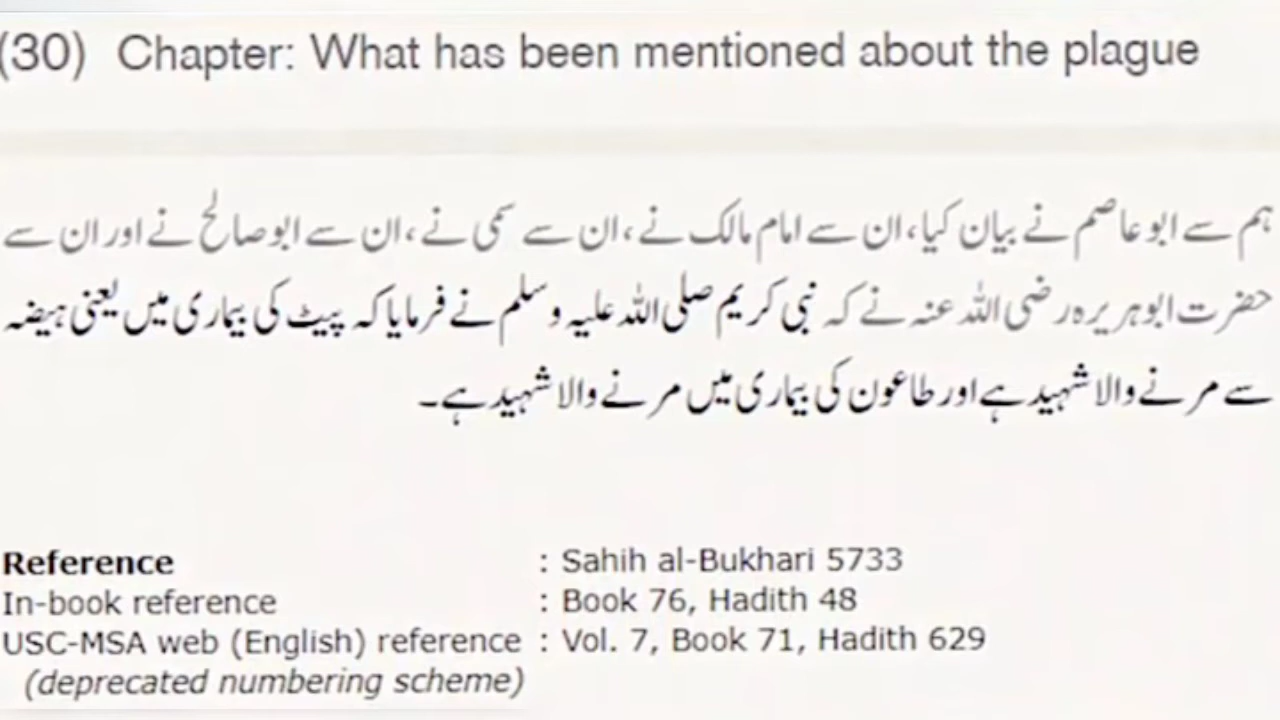 (30) Chapter: What has been mentioned about the plague
ہم سے ابو عاصم نے بیان کیا، ان سے امام مالک نے، ان سے سمی نے، ان سے ابوصالح نے اور ان سے
حضرت ابوہریرہ رضی اللہ عنہ نے کہ نبی کریم صلی اللہ علیہ وسلم نے فرمایا کہ پیٹ کی بیماری میں یعنی ہیضہ
سے مرنے والا شہید ہے اور طاعون کی بیماری میں مرنے والا شہید ہے۔
Reference : Sahih al-Bukhari 5733
In-book reference : Book 76, Hadith 48
USC-MSA web (English) reference : Vol. 7, Book 71, Hadith 629
(deprecated numbering scheme)